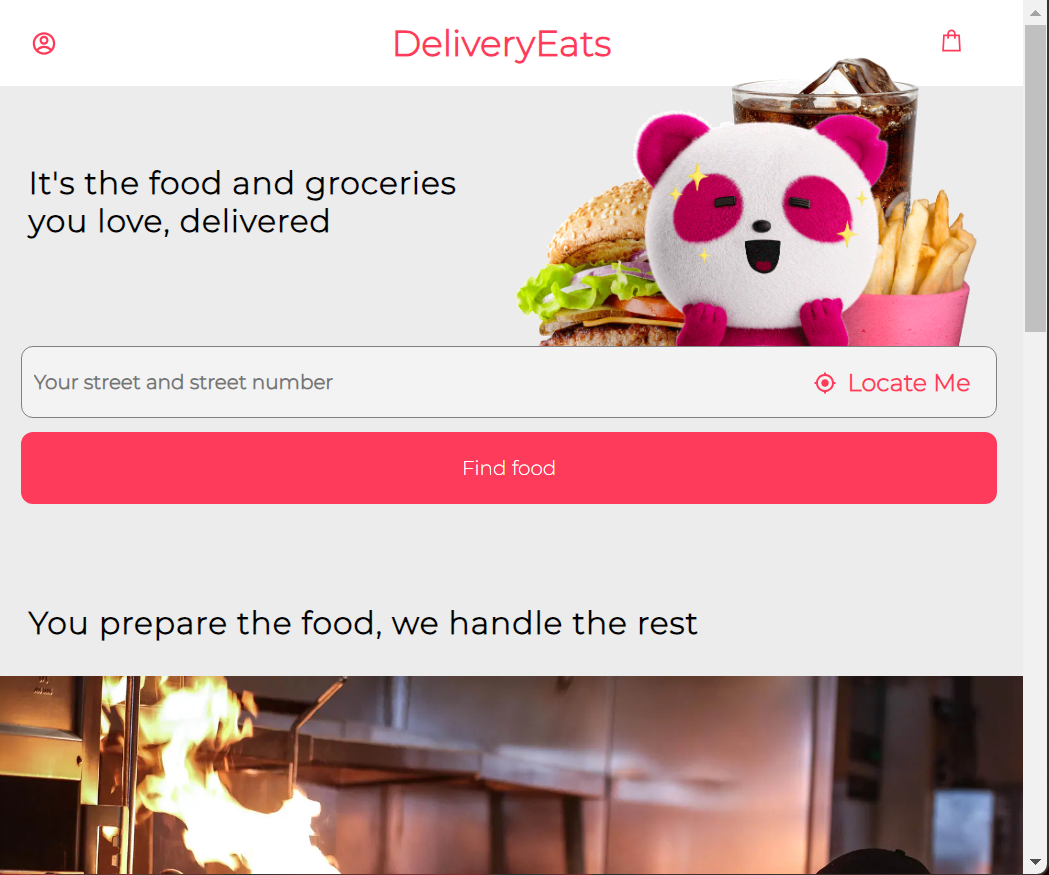 DeliveryEats
It's the food and groceries
you love, delivered
Your street and street number
Locate Me
Find food
You prepare the food, we handle the rest